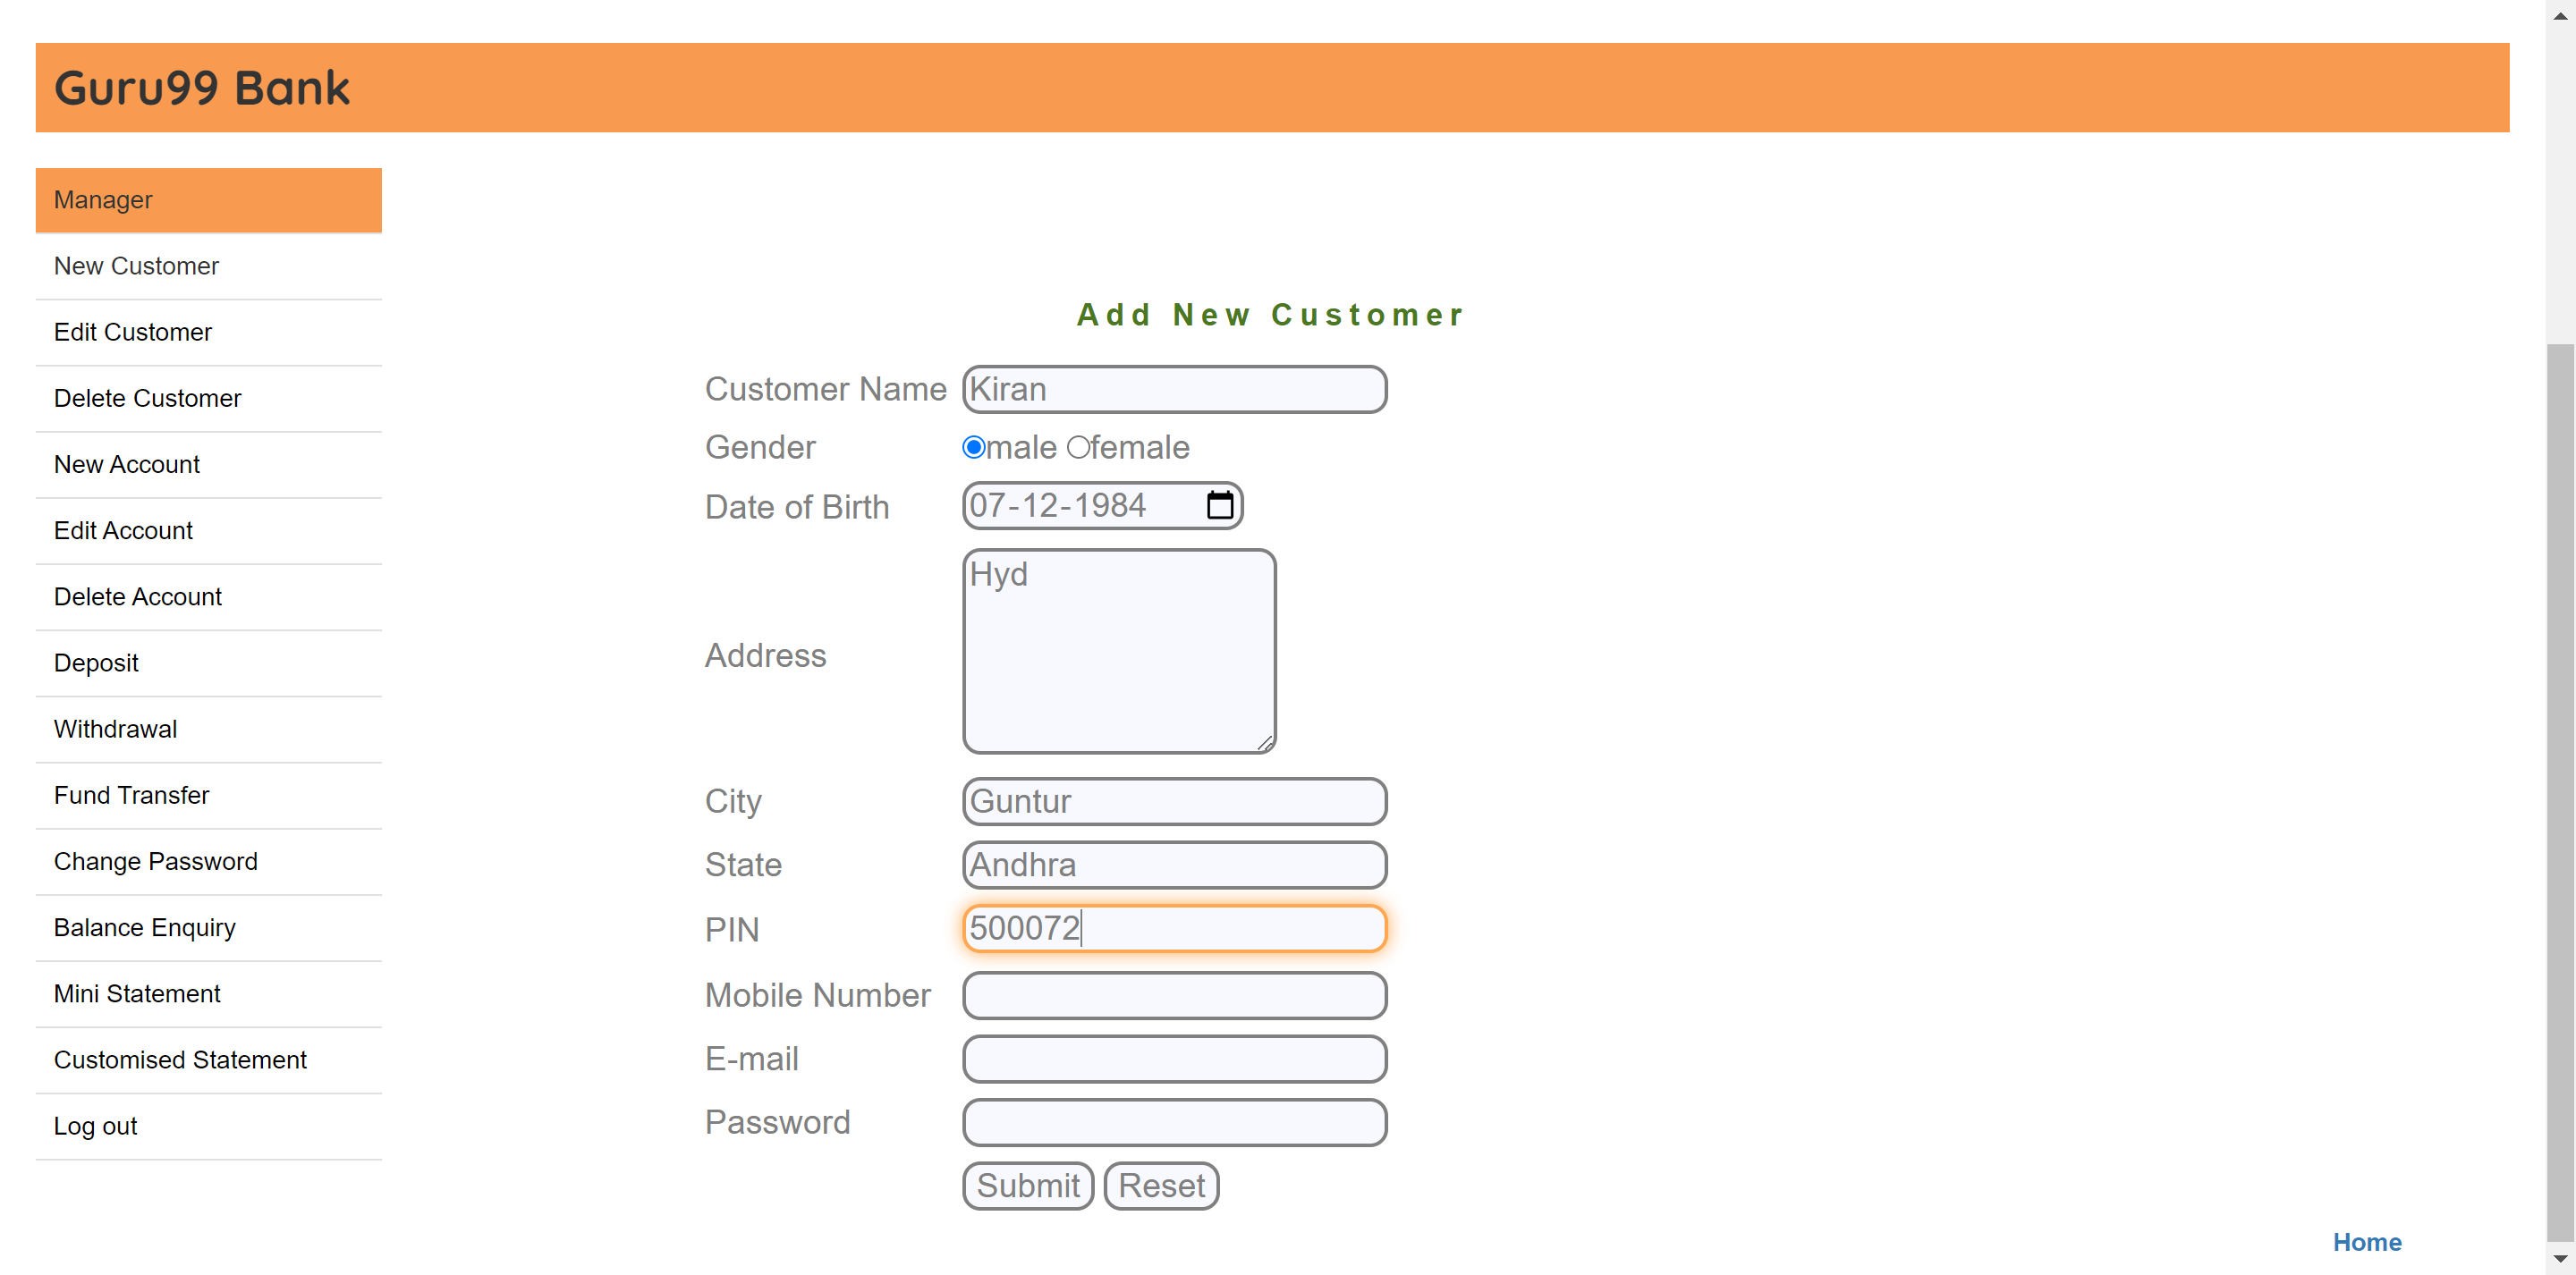 Guru99 Bank
Manager
New Customer
Edit Customer
Delete Customer
New Account
Edit Account
Delete Account
Deposit
Withdrawal
Fund Transfer
Change Password
Balance Enquiry
Mini Statement
Customised Statement
Log out
Add New Customer
Customer Name Kiran
Gender male female
Date of Birth 07-12-1984
Address Hyd
City Guntur
State Andhra
PIN 500072
Mobile Number
E-mail
Password
Submit Reset
Home